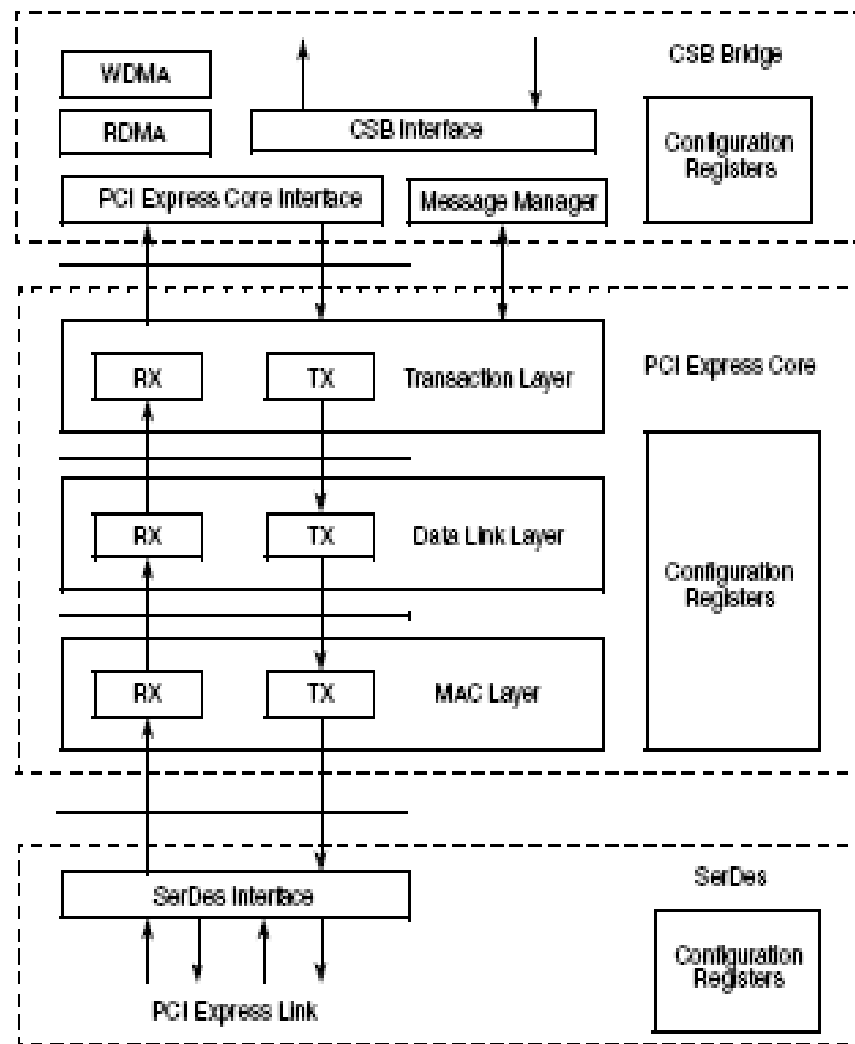 CSB Bridge
WDMA
RDMA
CSB Interface
Configuration
Registers
PCI Express Core Interface
Message Manager
RX
TX
Transaction Layer
PCI Express Core
RX
TX
Data Link Layer
Configuration
Registers
RX
TX
MAC Layer
SerDes Interface
SerDes
Configuration
Registers
PCI Express Link